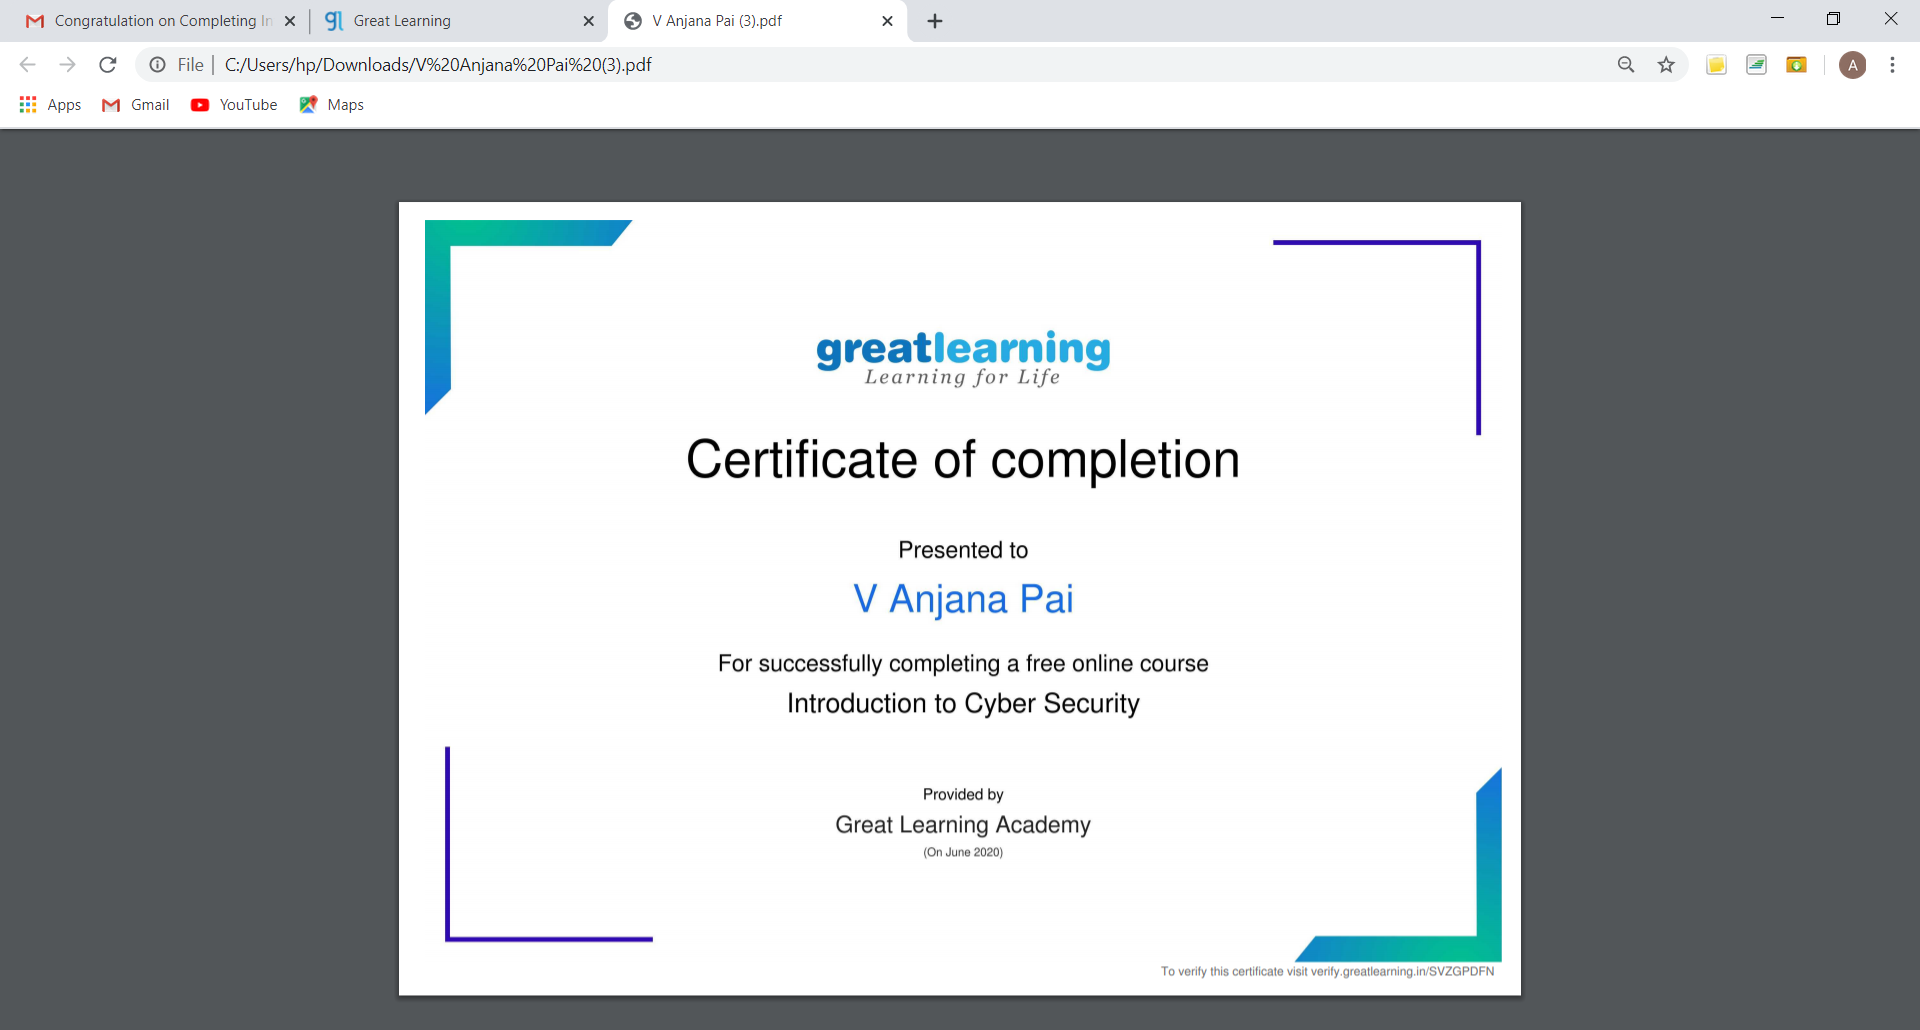 Congratulation on Completing In
Great Learning
V Anjana Pai (3).pdf
File
C:/Users/hp/Downloads/V%20Anjana%20Pai%20(3).pdf
A
Apps
Gmail
YouTube
Maps
greatlearning
Learning for Life
Certificate of completion
Presented to
V Anjana Pai
For successfully completing a free online course
Introduction to Cyber Security
Provided by
Great Learning Academy
(On June 2020)
To verify this certificate visit verify.greatlearning.in/SVZGPDFN